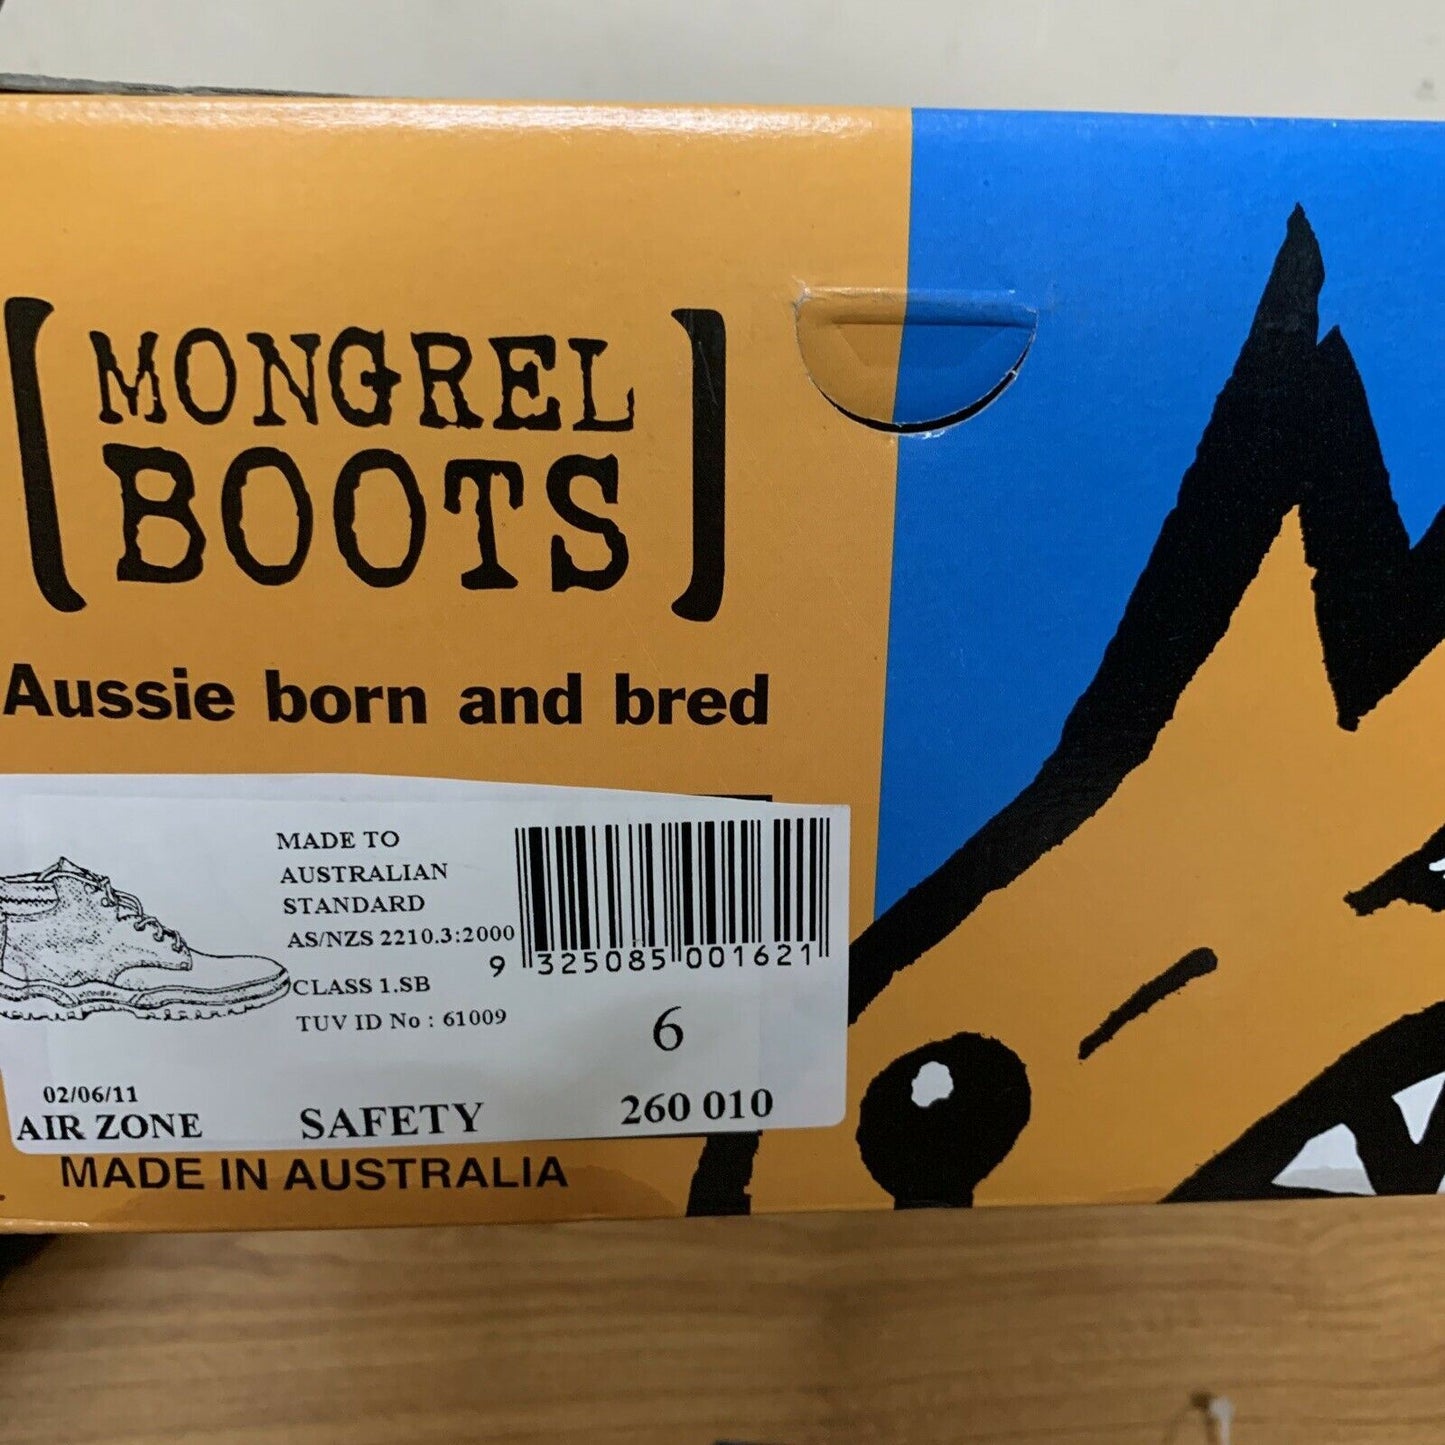 MONGREL
BOOTS
Aussie born and bred
MADE TO
AUSTRALIAN
STANDARD
AS/NZS 2210.3:2000
CLASS 1.SB
TUV ID No : 61009
9 325085 001621
6
02/06/11
AIR ZONE SAFETY 260 010
MADE IN AUSTRALIA